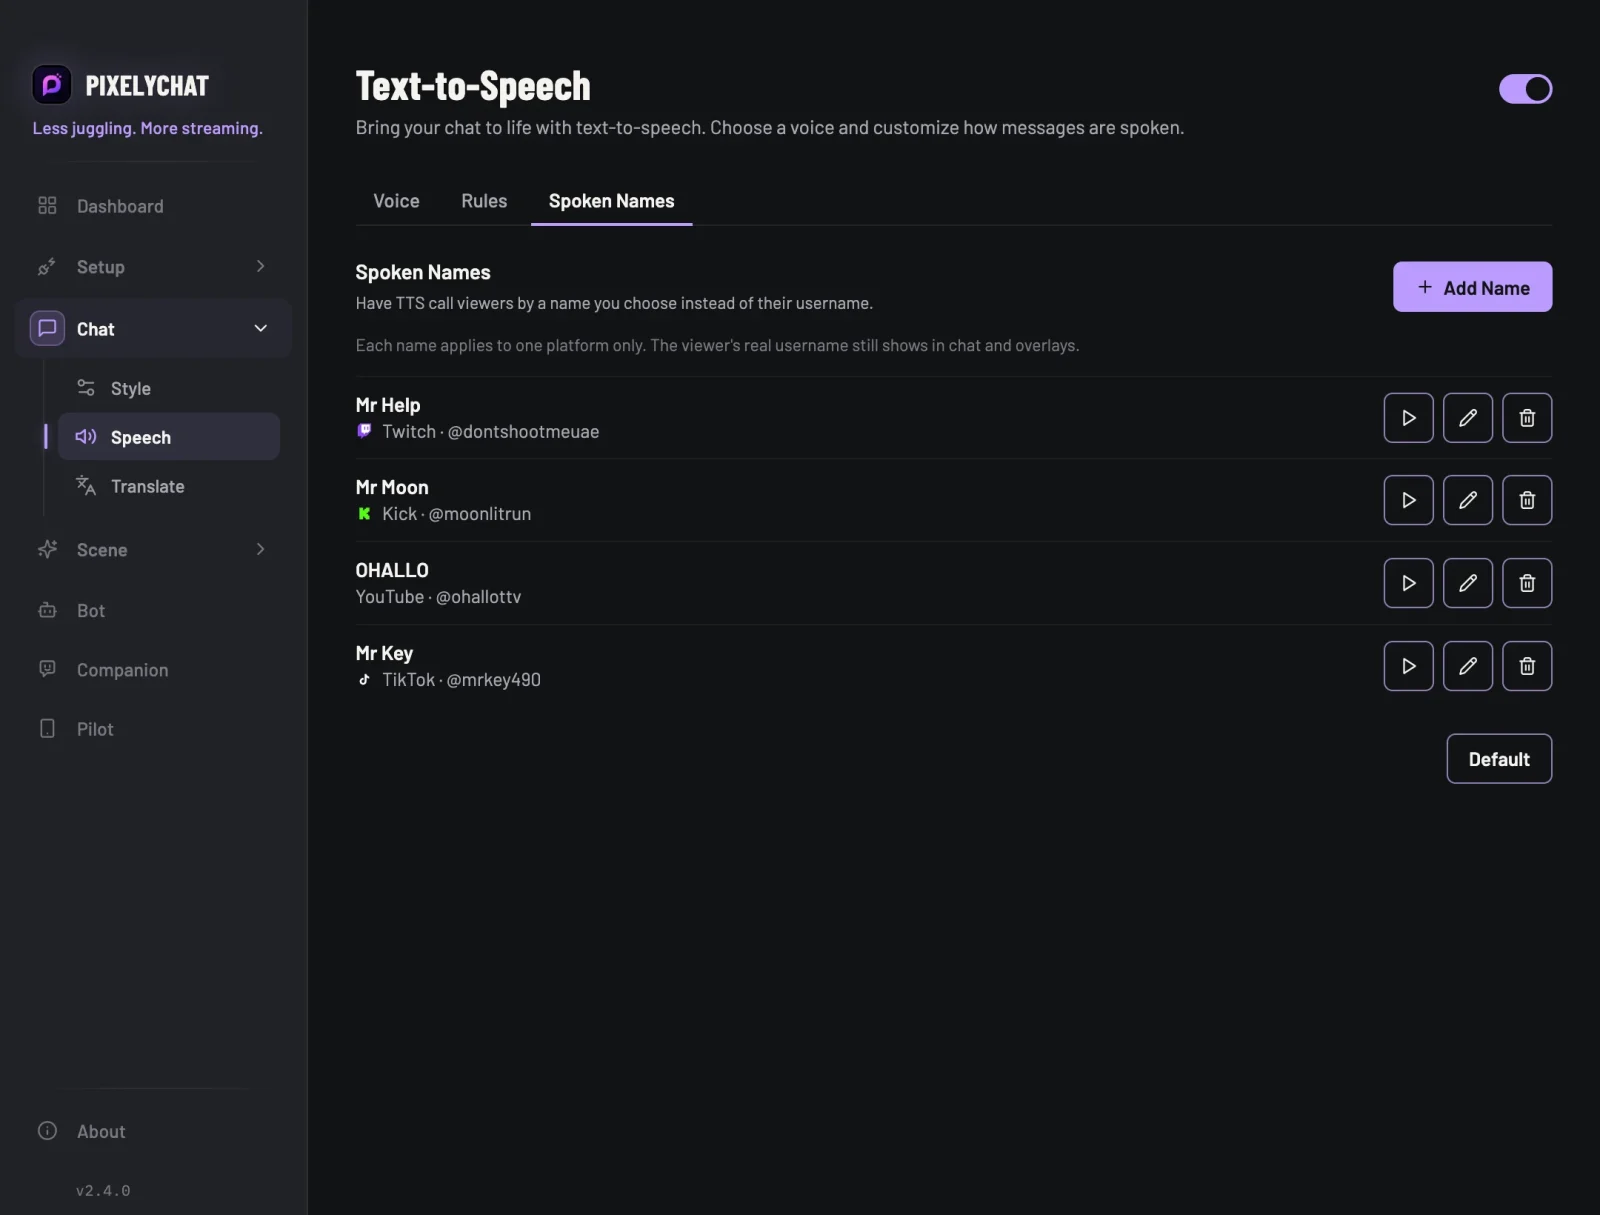 PIXELYCHAT
Less juggling. More streaming.
Dashboard
Setup
Chat
Style
Speech
Translate
Scene
Bot
Companion
Pilot
About
v2.4.0
Text-to-Speech
Bring your chat to life with text-to-speech. Choose a voice and customize how messages are spoken.
Voice
Rules
Spoken Names
Spoken Names
Have TTS call viewers by a name you choose instead of their username.
Add Name
Each name applies to one platform only. The viewer's real username still shows in chat and overlays.
Mr Help
Twitch · @dontshootmeuae
Mr Moon
Kick · @moonlitrun
OHALLO
YouTube · @ohallottv
Mr Key
TikTok · @mrkey490
Default